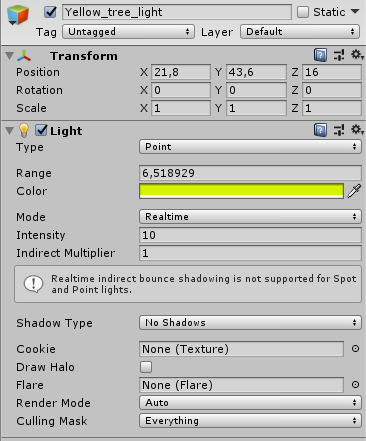 Yellow_tree_light Static
Tag Untagged Layer Default
Transform
Position X 21,8 Y 43,6 Z 16
Rotation X 0 Y 0 Z 0
Scale X 1 Y 1 Z 1
Light
Type Point
Range 6,518929
Color
Mode Realtime
Intensity 10
Indirect Multiplier 1
Realtime indirect bounce shadowing is not supported for Spot
and Point lights.
Shadow Type No Shadows
Cookie None (Texture)
Draw Halo
Flare None (Flare)
Render Mode Auto
Culling Mask Everything